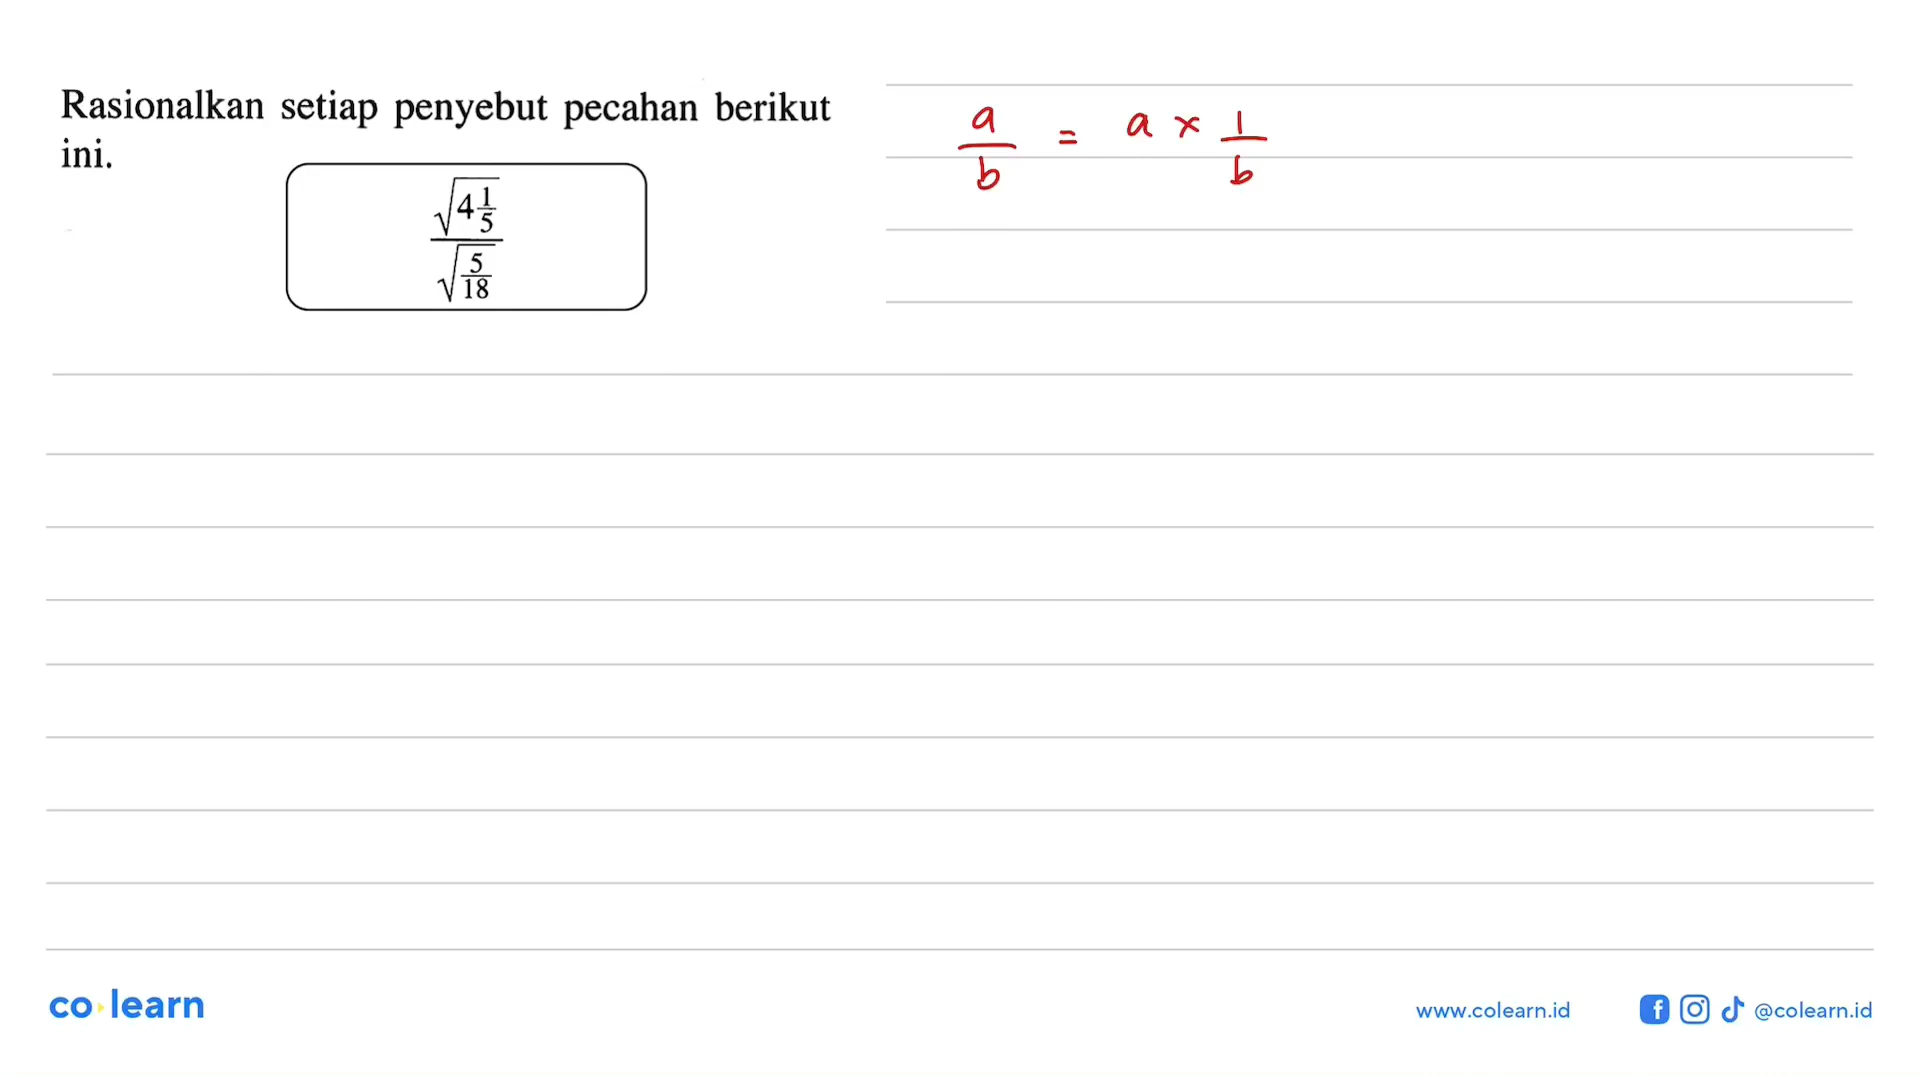 Rasionalkan setiap penyebut pecahan berikut
ini.
√(4 1/5) / √(5/18)
a/b = a × 1/b
co learn
www.colearn.id
@colearn.id